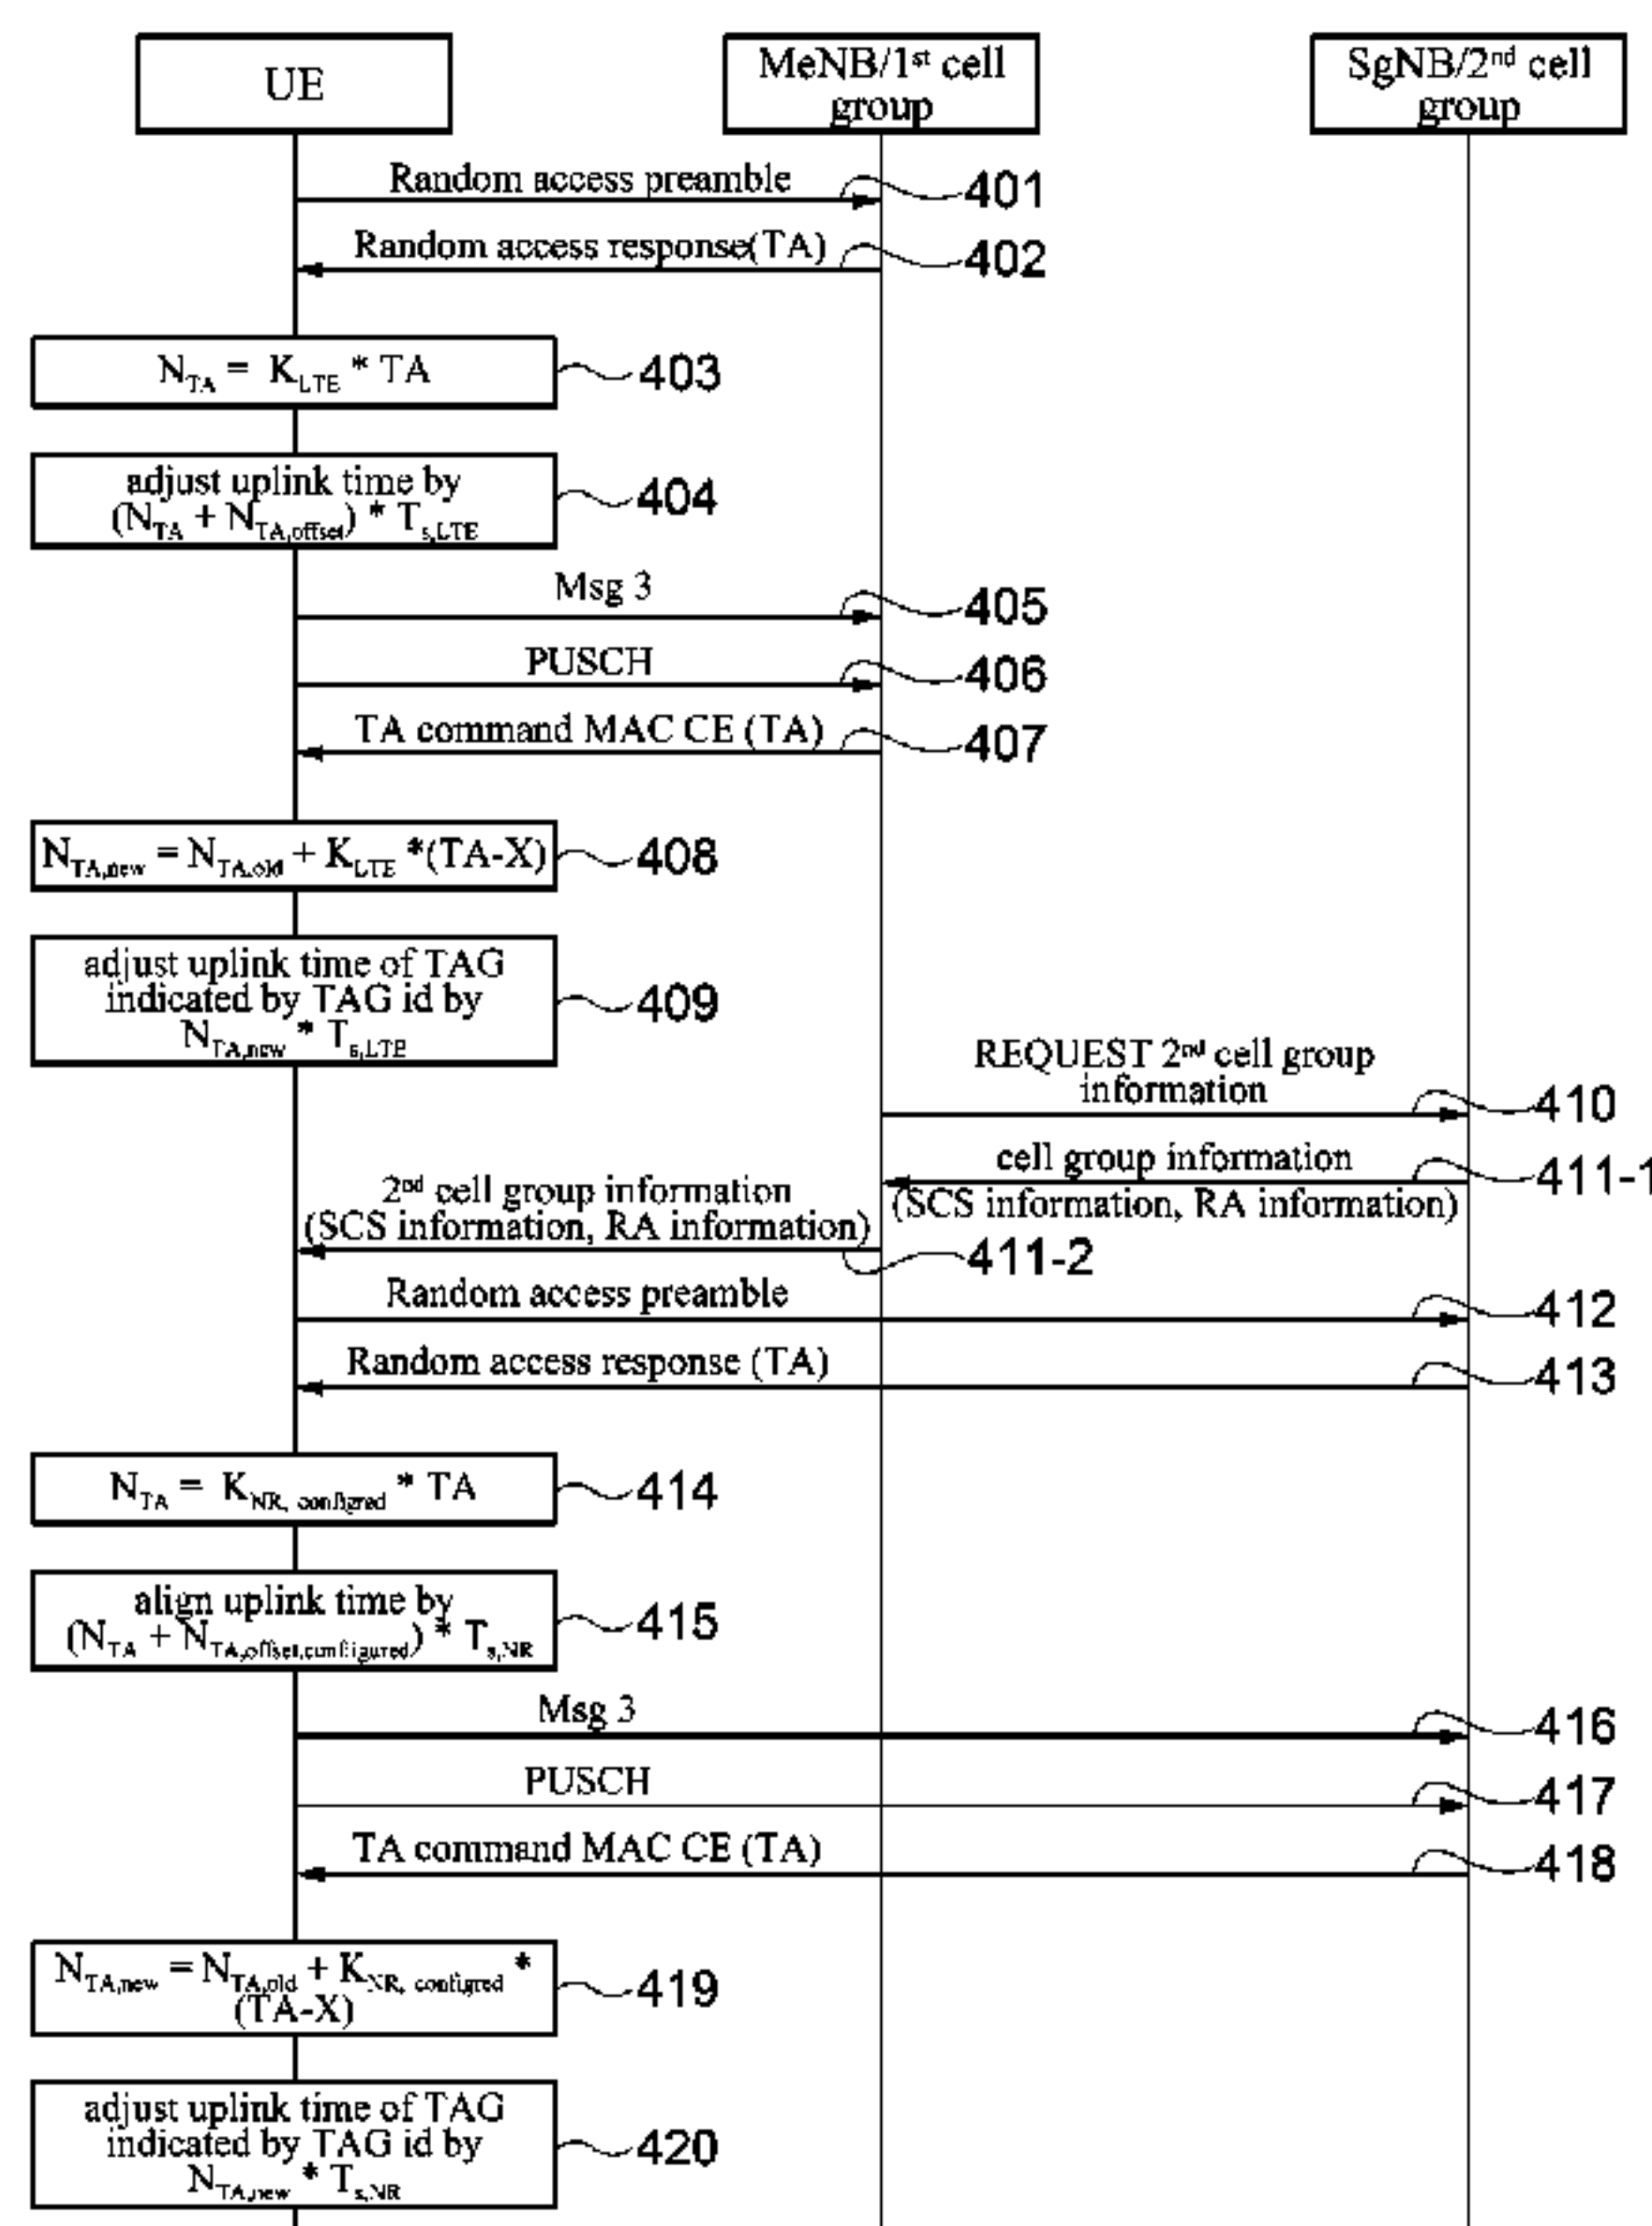 UE
MeNB/1st cell
group
SgNB/2nd cell
group
Random access preamble
401
Random access response(TA)
402
NTA = KLTE * TA
403
adjust uplink time by
(NTA + NTA,offset) * Ts,LTE
404
Msg 3
405
PUSCH
406
TA command MAC CE (TA)
407
NTA,new = NTA,old + KLTE *(TA-X)
408
adjust uplink time of TAG
indicated by TAG id by
NTA,new * Ts,LTE
409
REQUEST 2nd cell group
information
410
cell group information
(SCS information, RA information)
411-1
2nd cell group information
(SCS information, RA information)
411-2
Random access preamble
412
Random access response (TA)
413
NTA = KNR, configred * TA
414
align uplink time by
(NTA + NTA,offset,configured) * Ts,NR
415
Msg 3
416
PUSCH
417
TA command MAC CE (TA)
418
NTA,new = NTA,old + KNR, configred *
(TA-X)
419
adjust uplink time of TAG
indicated by TAG id by
NTA,new * Ts,NR
420